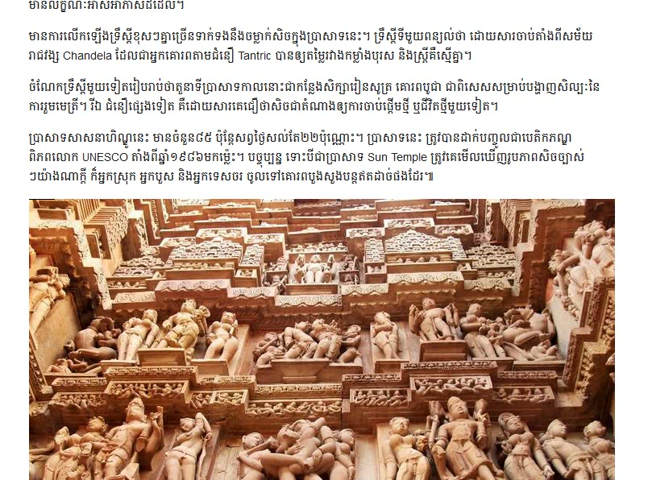 មានលក្ខណៈអាសអាភាសដដែល។
មានការលើកឡើងទ្រឹស្ដីខុសៗគ្នាច្រើនទាក់ទងនឹងចម្លាក់សិចក្នុងប្រាសាទនេះ។ ទ្រឹស្ដីទីមួយពន្យល់ថា ដោយសារចាប់តាំងពីសម័យ
រាជវង្ស Chandela ដែលជាអ្នកគោរពតាមជំនឿ Tantric បានឲ្យតម្លៃរវាងកម្លាំងបុរស និងស្ត្រីគឺស្មើគ្នា។
ចំណែកទ្រឹស្ដីមួយទៀតរៀបរាប់ថាតួនាទីប្រាសាទកាលនោះជាកន្លែងសិក្សារៀនសូត្រ គោរពបូជា ជាពិសេសសម្រាប់បង្ហាញសិល្បៈនៃ
ការរួមមេត្រី។ រីឯ ជំនឿផ្សេងទៀត គឺដោយសារគេជឿថាសិចជាតំណាងឲ្យការចាប់ផ្ដើមថ្មី ឬជីវិតថ្មីមួយទៀត។
ប្រាសាទសាសនាហិណ្ឌូនេះ មានចំនួន៨៥ ប៉ុន្តែសព្វថ្ងៃសល់តែ២២ប៉ុណ្ណោះ។ ប្រាសាទនេះ ត្រូវបានដាក់បញ្ចូលជាបេតិកភណ្ឌ
ពិភពលោក UNESCO តាំងពីឆ្នាំ១៩៨៦មកម៉្លេះ។ បច្ចុប្បន្ន ទោះបីជាប្រាសាទ Sun Temple ត្រូវគេមើលឃើញរូបភាពសិចច្បាស់
ៗយ៉ាងណាក្ដី ក៏អ្នកស្រុក អ្នកបួស និងអ្នកទេសចរ ចូលទៅគោរពបូងសួងបន្តឥតដាច់ផងដែរ៕